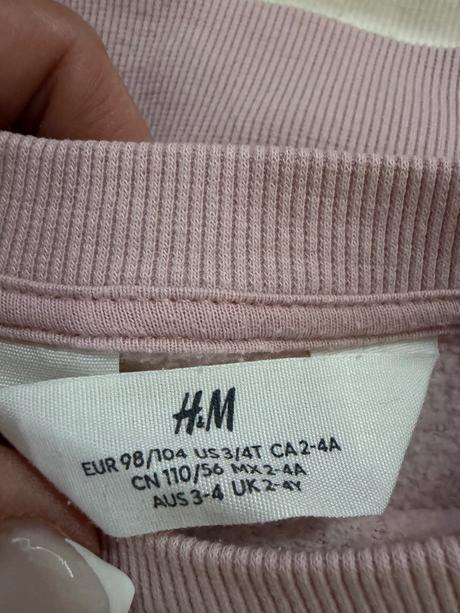 H&M
EUR 98/104 US 3/4T CA 2-4A
CN 110/56 MX 2-4A
AUS 3-4 UK 2-4Y